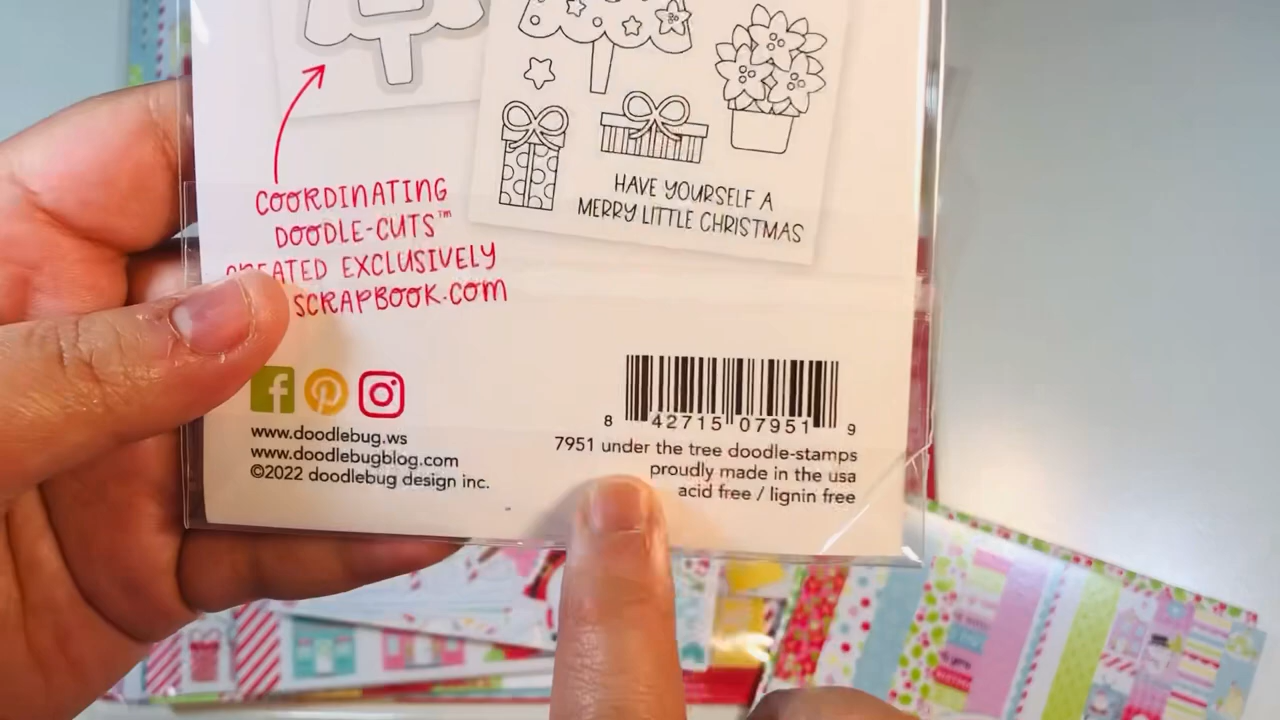 COORDINATING
DOODLE-CUTS™
EXCLUSIVELY
SCRAPBOOK.COM
HAVE YOURSELF A
MERRY LITTLE CHRISTMAS
www.doodlebug.ws
www.doodlebugblog.com
©2022 doodlebug design inc.
8 42715 07951 9
7951 under the tree doodle-stamps
proudly made in the usa
acid free / lignin free